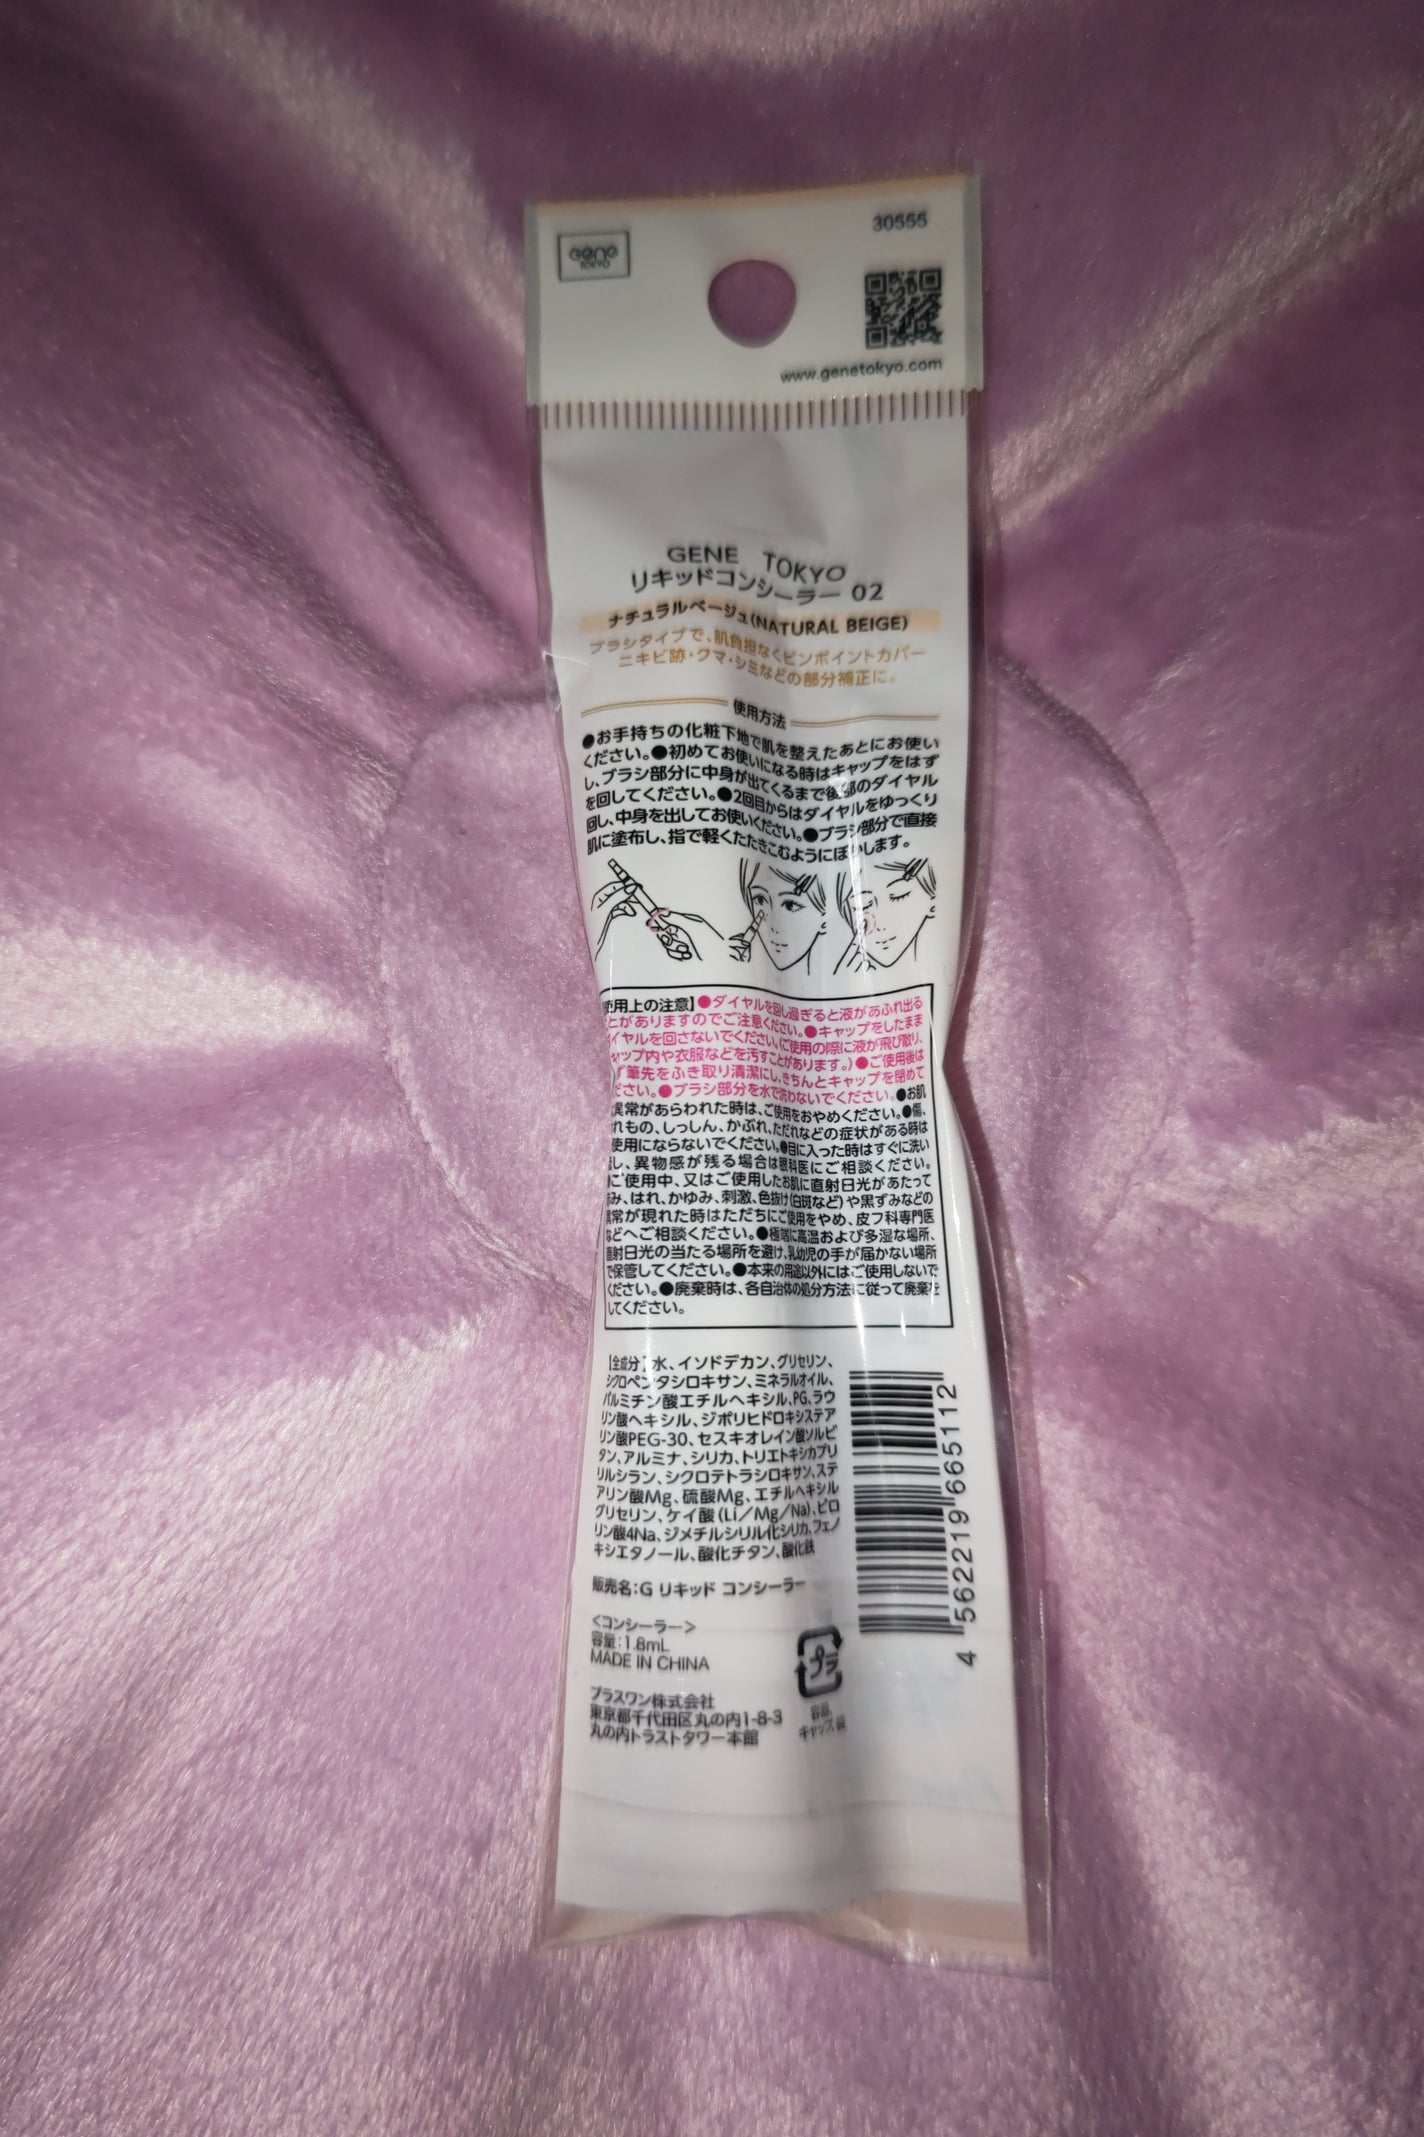 30555
GENE
TOKYO
www.genetokyo.com
GENE TOKYO
リキッドコンシーラー 02
ナチュラルベージュ(NATURAL BEIGE)
ブラシタイプで、肌負担なくピンポイントカバー
ニキビ跡・クマ・シミなどの部分補正に。
使用方法
●お手持ちの化粧下地で肌を整えたあとにお使い
ください。●初めてお使いになる時はキャップをはず
し、ブラシ部分に中身が出てくるまで後部のダイヤル
を回してください。●2回目からはダイヤルをゆっくり
回し、中身を出してお使いください。●ブラシ部分で直接
肌に塗布し、指で軽くたたきこむようにぼかします。
使用上の注意】●ダイヤルを回し過ぎると液があふれ出る
とがありますのでご注意ください。●キャップをしたまま
イヤルを回さないでください。(ご使用の際に液が飛び散り、
ャップ内や衣服などを汚すことがあります。)●ご使用後は
ず筆先をふき取り清潔にし、きちんとキャップを閉めて
ださい。●ブラシ部分を水で洗わないでください。●お肌
異常があらわれた時は、ご使用をおやめください。●傷、
れもの、しっしん、かぶれ、ただれなどの症状がある時は
使用にならないでください。●目に入った時はすぐに洗い
し、異物感が残る場合は眼科医にご相談ください。
ご使用中、又はご使用したお肌に直射日光があたって
み、はれ、かゆみ、刺激、色抜け(白斑など)や黒ずみなどの
常が現れた時はただちにご使用をやめ、皮フ科専門医
などへご相談ください。●極端に高温および多湿な場所、
直射日光の当たる場所を避け、乳幼児の手が届かない場所
で保管してください。●本来の用途以外にはご使用しないで
ください。●廃棄時は、各自治体の処分方法に従って廃棄を
してください。
【全成分】水、イソドデカン、グリセリン、
シクロペンタシロキサン、ミネラルオイル、
パルミチン酸エチルヘキシル、PG、ラウ
リン酸ヘキシル、ジポリヒドロキシステア
リン酸PEG-30、セスキオレイン酸ソルビ
タン、アルミナ、シリカ、トリエトキシカプリ
リルシラン、シクロテトラシロキサン、ステ
アリン酸Mg、硫酸Mg、エチルヘキシル
グリセリン、ケイ酸(Li/Mg/Na)、ピロ
リン酸4Na、ジメチルシリル化シリカ、フェノ
キシエタノール、酸化チタン、酸化鉄
販売名:G リキッド コンシーラー
<コンシーラー>
容量:1.8mL
MADE IN CHINA
プラスワン株式会社
東京都千代田区丸の内1-8-3
丸の内トラストタワー本館
プラ
容器、
キャップ、袋
4 562219 665112